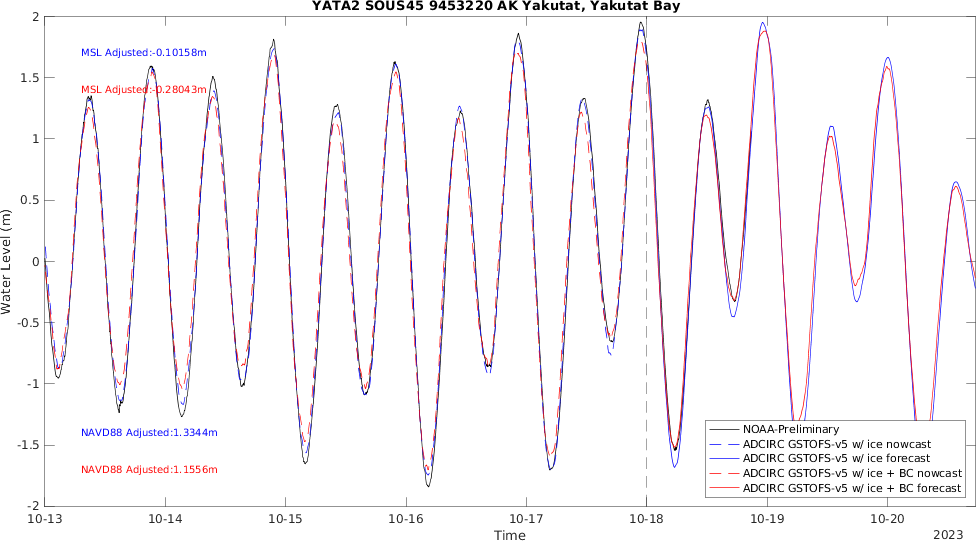 YATA2 SOUS45 9453220 AK Yakutat, Yakutat Bay
2
1.5
1
0.5
0
-0.5
-1
-1.5
-2
Water Level (m)
MSL Adjusted:-0.10158m
MSL Adjusted:-0.28043m
NAVD88 Adjusted:1.3344m
NAVD88 Adjusted:1.1556m
NOAA-Preliminary
ADCIRC GSTOFS-v5 w/ ice nowcast
ADCIRC GSTOFS-v5 w/ ice forecast
ADCIRC GSTOFS-v5 w/ ice + BC nowcast
ADCIRC GSTOFS-v5 w/ ice + BC forecast
10-13 10-14 10-15 10-16 10-17 10-18 10-19 10-20
Time
2023